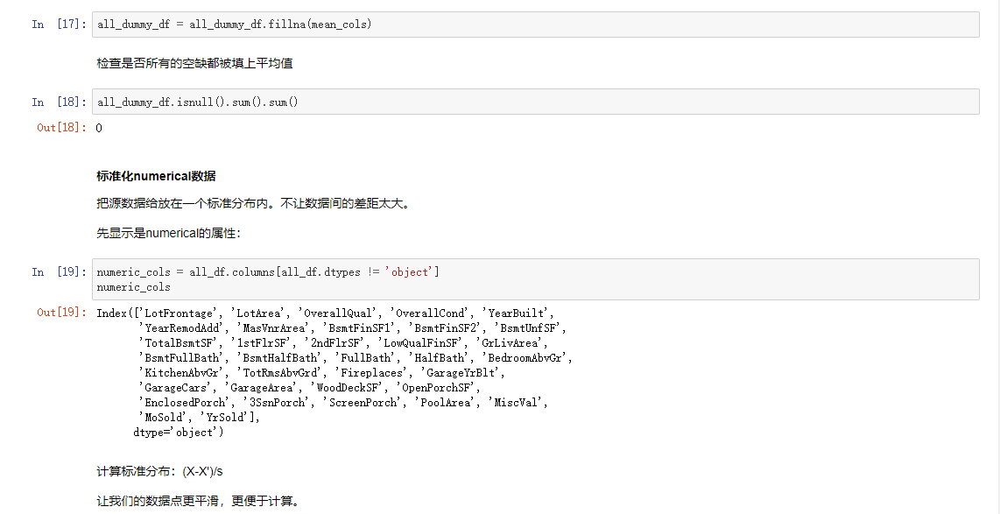 In [17]: all_dummy_df = all_dummy_df.fillna(mean_cols)
检查是否所有的空缺都被填上平均值
In [18]: all_dummy_df.isnull().sum().sum()
Out[18]: 0
标准化numerical数据
把源数据给放在一个标准分布内。不让数据间的差距太大。
先显示是numerical的属性：
In [19]: numeric_cols = all_df.columns[all_df.dtypes != 'object']
numeric_cols
Out[19]: Index(['LotFrontage', 'LotArea', 'OverallQual', 'OverallCond', 'YearBuilt',
'YearRemodAdd', 'MasVnrArea', 'BsmtFinSF1', 'BsmtFinSF2', 'BsmtUnfSF',
'TotalBsmtSF', '1stFlrSF', '2ndFlrSF', 'LowQualFinSF', 'GrLivArea',
'BsmtFullBath', 'BsmtHalfBath', 'FullBath', 'HalfBath', 'BedroomAbvGr',
'KitchenAbvGr', 'TotRmsAbvGrd', 'Fireplaces', 'GarageYrBlt',
'GarageCars', 'GarageArea', 'WoodDeckSF', 'OpenPorchSF',
'EnclosedPorch', '3SsnPorch', 'ScreenPorch', 'PoolArea', 'MiscVal',
'MoSold', 'YrSold'],
dtype='object')
计算标准分布：(X-X')/s
让我们的数据点更平滑，更便于计算。